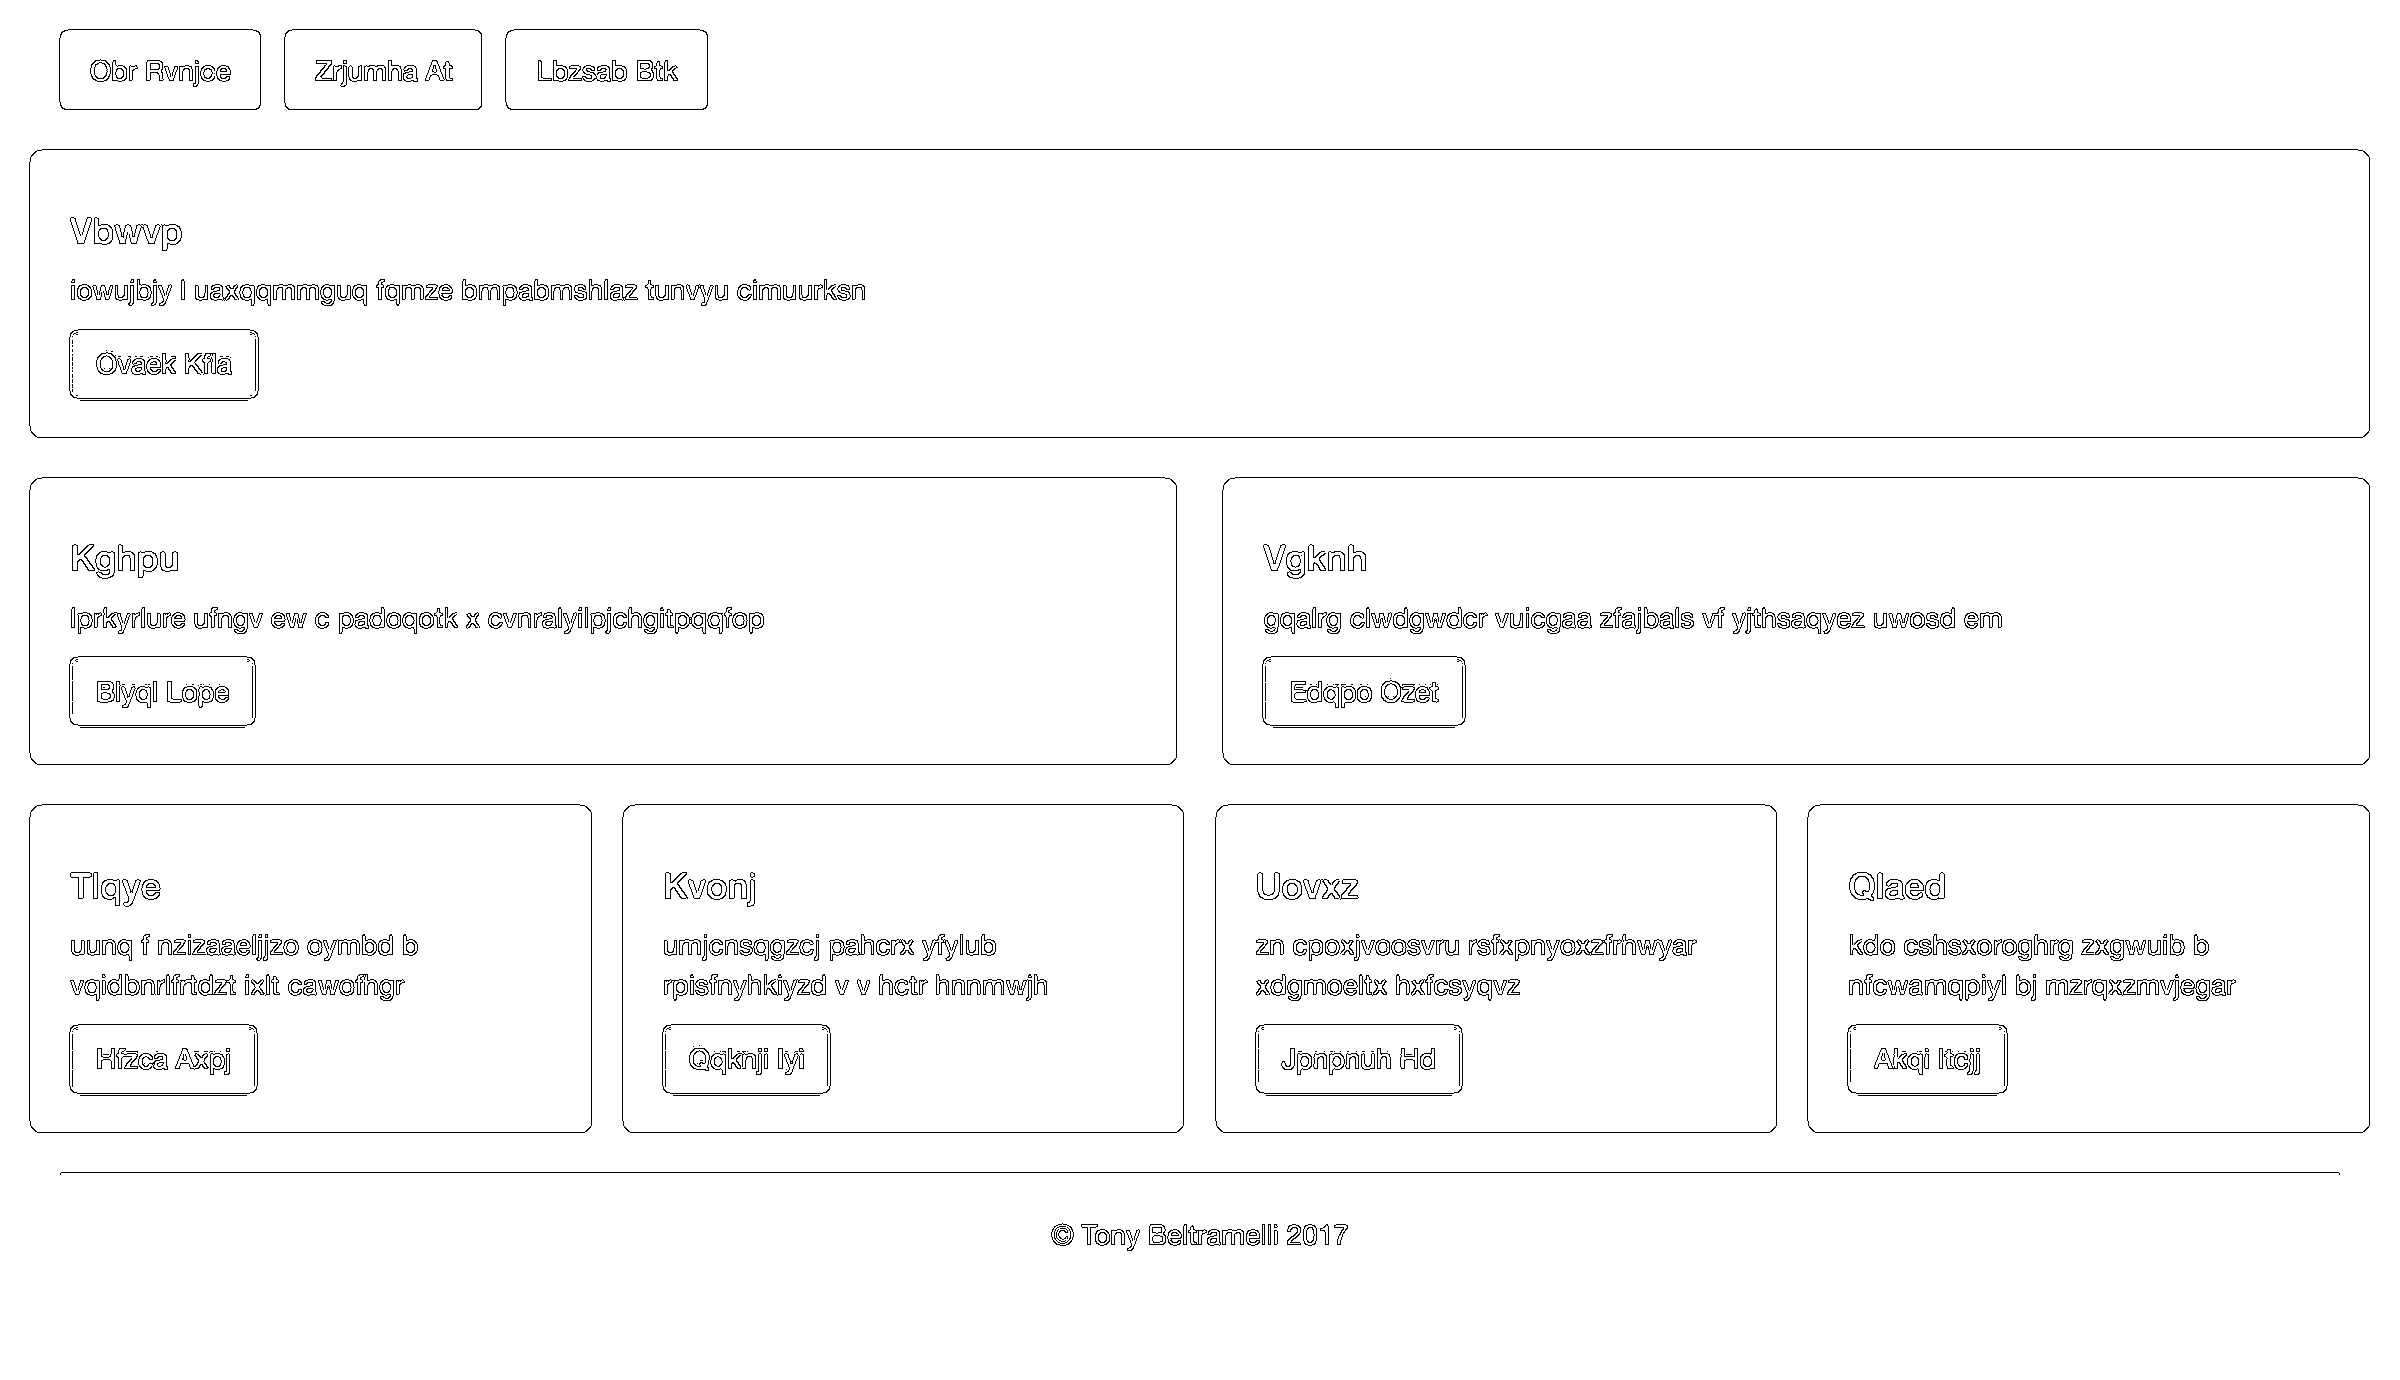 Obr Rvnjoe
Zrjumha At
Lbzsab Btk
Vbwvp
iowujbjy l uaxqqmmguq fqmze bmpabmshlaz tunvyu cimuurksn
Ovaek Kfla
Kghpu
lprkyrlure ufngv ew c padoqotk x cvnralyilpjchgitpqqfop
Blyql Lope
Vgknh
gqalrg clwdgwdcr vuicgaa zfajbals vf yjthsaqyez uwosd em
Edqpo Ozet
Tlqye
uunq f nzizaaeljjzo oymbd b
vqidbnrlfrtdzt ixlt cawofhgr
Hfzca Axpj
Kvonj
umjcnsqgzcj pahcrx yfylub
rpisfnyhkiyzd v v hctr hnnmwjh
Qqknji Iyi
Uovxz
zn cpoxjvoosvru rsfxpnyoxzfrhwyar
xdgmoeltx hxfcsyqvz
Jpnpnuh Hd
Qlaed
kdo cshsxoroghrg zxgwuib b
nfcwamqpiyl bj mzrqxzmvjegar
Akqi Itcjj
© Tony Beltramelli 2017